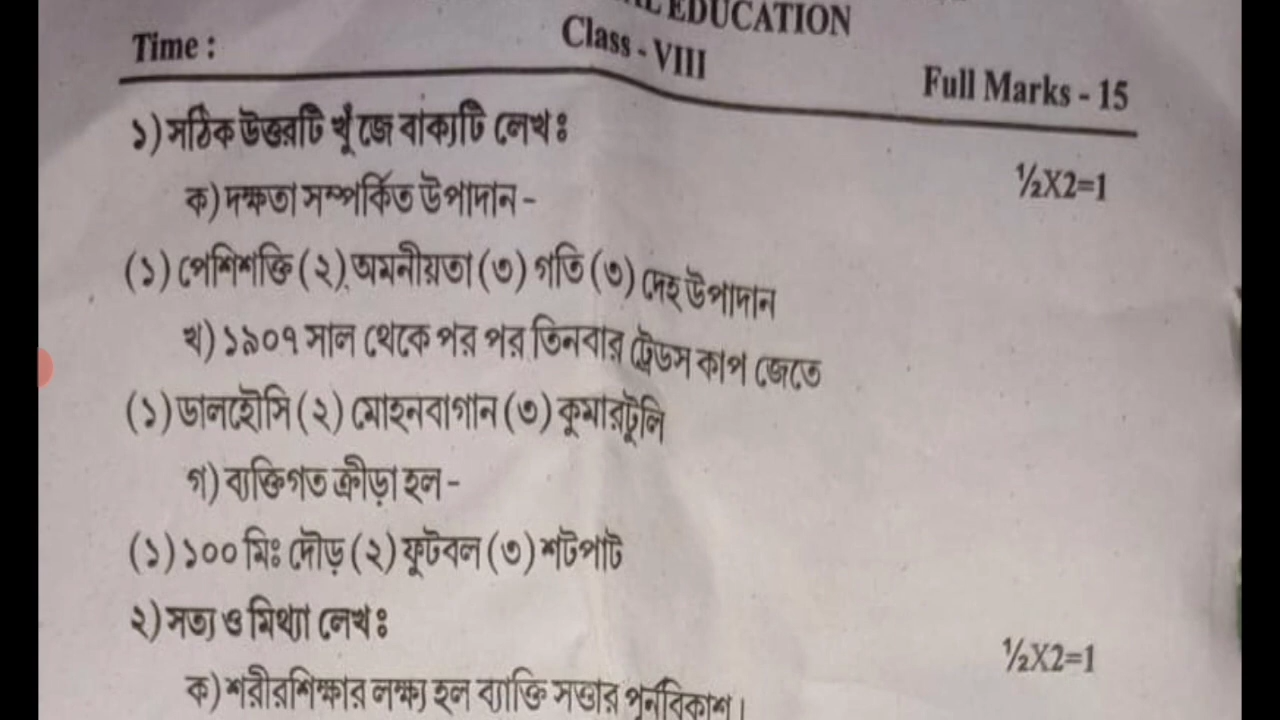 EDUCATION
Time :
Class - VIII
Full Marks - 15
১) সঠিক উত্তরটি খুঁজে বাক্যটি লেখ ঃ
½X2=1
ক) দক্ষতা সম্পর্কিত উপাদান -
(১) পেশিশক্তি (২) অমনীয়তা (৩) গতি (৩) দেহ উপাদান
খ) ১৯০৭ সাল থেকে পর পর তিনবার ট্রেডস কাপ জেতে
(১) ডালহৌসি (২) মোহনবাগান (৩) কুমারটুলি
গ) ব্যক্তিগত ক্রীড়া হল -
(১) ১০০ মিঃ দৌড় (২) ফুটবল (৩) শটপাট
২) সত্য ও মিথ্যা লেখ ঃ
½X2=1
ক) শরীরশিক্ষার লক্ষ্য হল ব্যাক্তি সত্তার পূর্নবিকাশ।